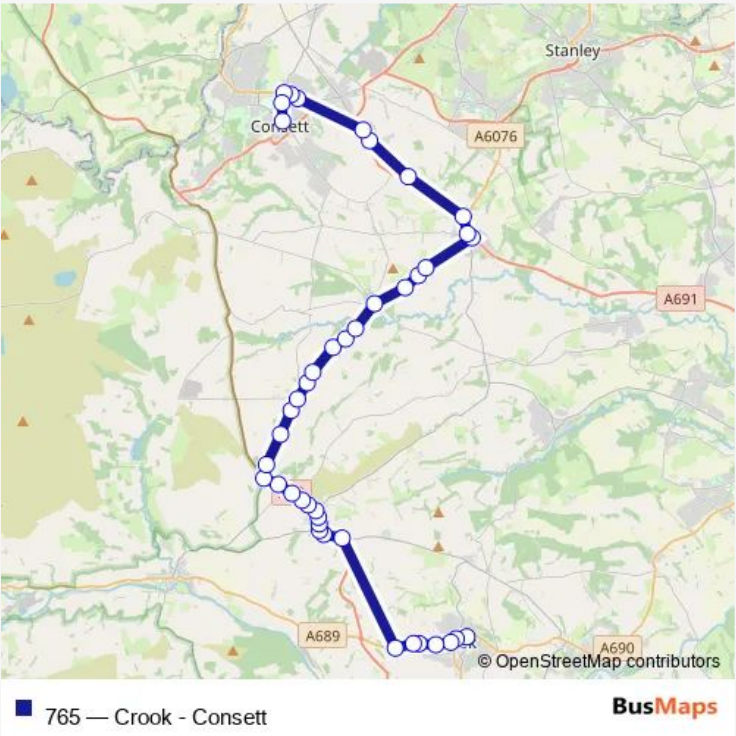 Stanley
Consett
A6076
A691
A689
A690
© OpenStreetMap contributors
765 — Crook - Consett
BusMaps